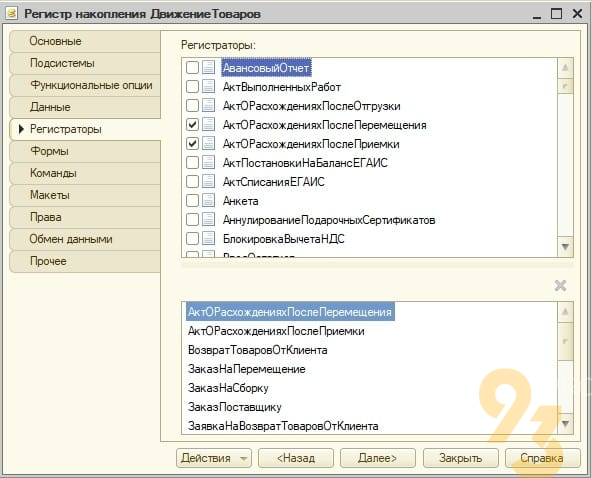 Регистр накопления ДвижениеТоваров
Основные
Подсистемы
Функциональные опции
Данные
Регистраторы
Формы
Команды
Макеты
Права
Обмен данными
Прочее
Регистраторы:
АвансовыйОтчет
АктВыполненныхРабот
АктОРасхожденияхПослеОтгрузки
АктОРасхожденияхПослеПеремещения
АктОРасхожденияхПослеПриемки
АктПостановкиНаБалансЕГАИС
АктСписанияЕГАИС
Анкета
АннулированиеПодарочныхСертификатов
БлокировкаВычетаНДС
АктОРасхожденияхПослеПеремещения
АктОРасхожденияхПослеПриемки
ВозвратТоваровОтКлиента
ЗаказНаПеремещение
ЗаказНаСборку
ЗаказПоставщику
ЗаявкаНаВозвратТоваровОтКлиента
93
Действия
<Назад
Далее>
Закрыть
Справка